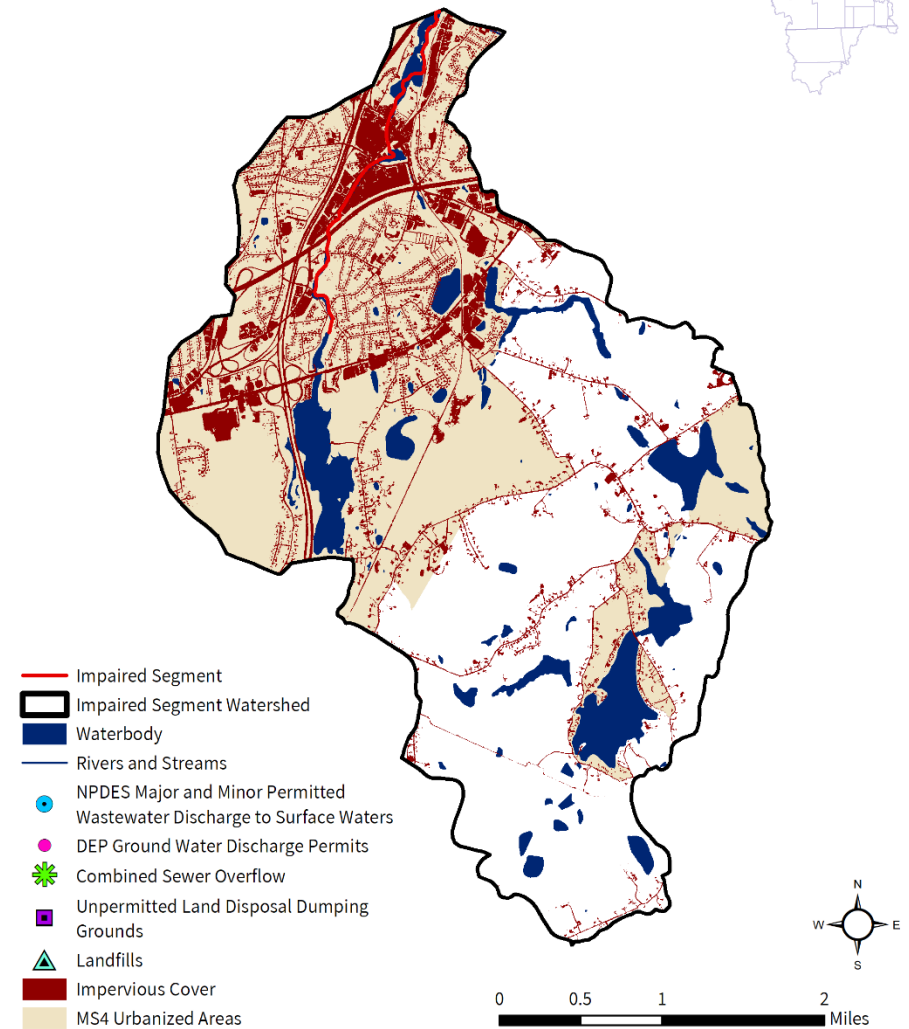 Impaired Segment
Impaired Segment Watershed
Waterbody
Rivers and Streams
NPDES Major and Minor Permitted
Wastewater Discharge to Surface Waters
DEP Ground Water Discharge Permits
Combined Sewer Overflow
Unpermitted Land Disposal Dumping
Grounds
Landfills
Impervious Cover
MS4 Urbanized Areas
N
W E
S
0 0.5 1 2
Miles